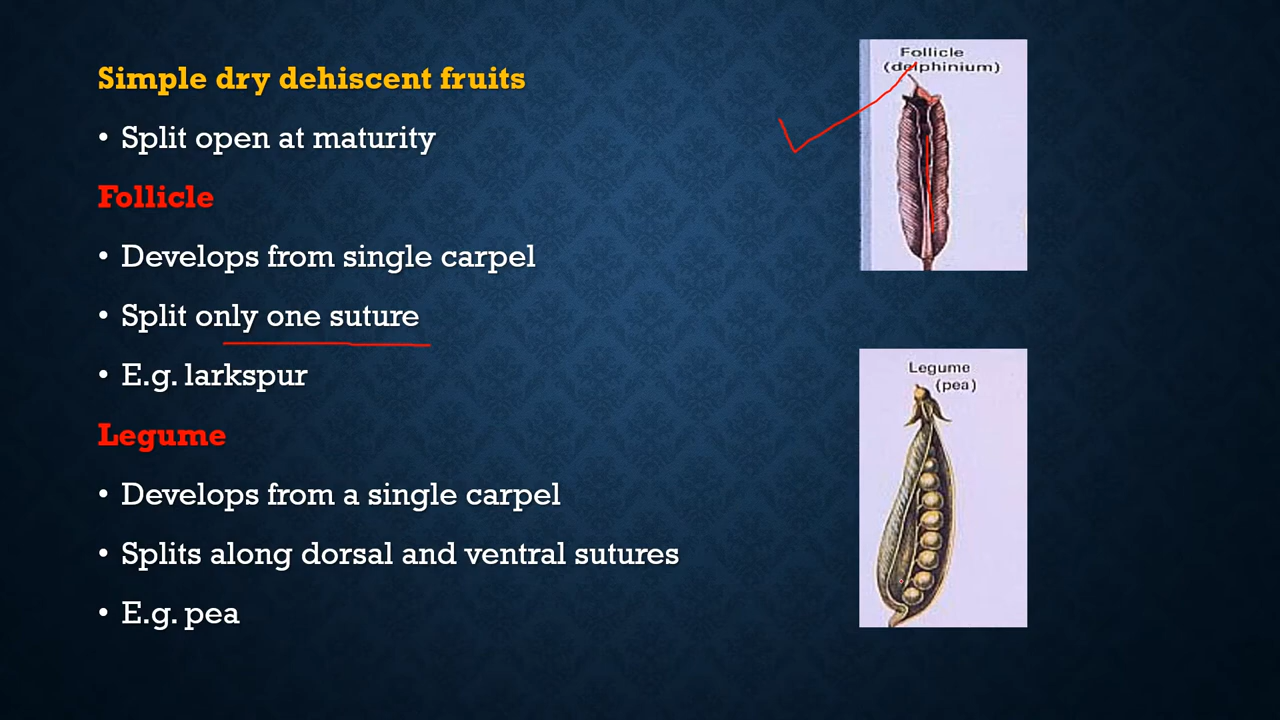 Simple dry dehiscent fruits
• Split open at maturity
Follicle
• Develops from single carpel
• Split only one suture
• E.g. larkspur
Legume
• Develops from a single carpel
• Splits along dorsal and ventral sutures
• E.g. pea
Follicle
(delphinium)
Legume
(pea)